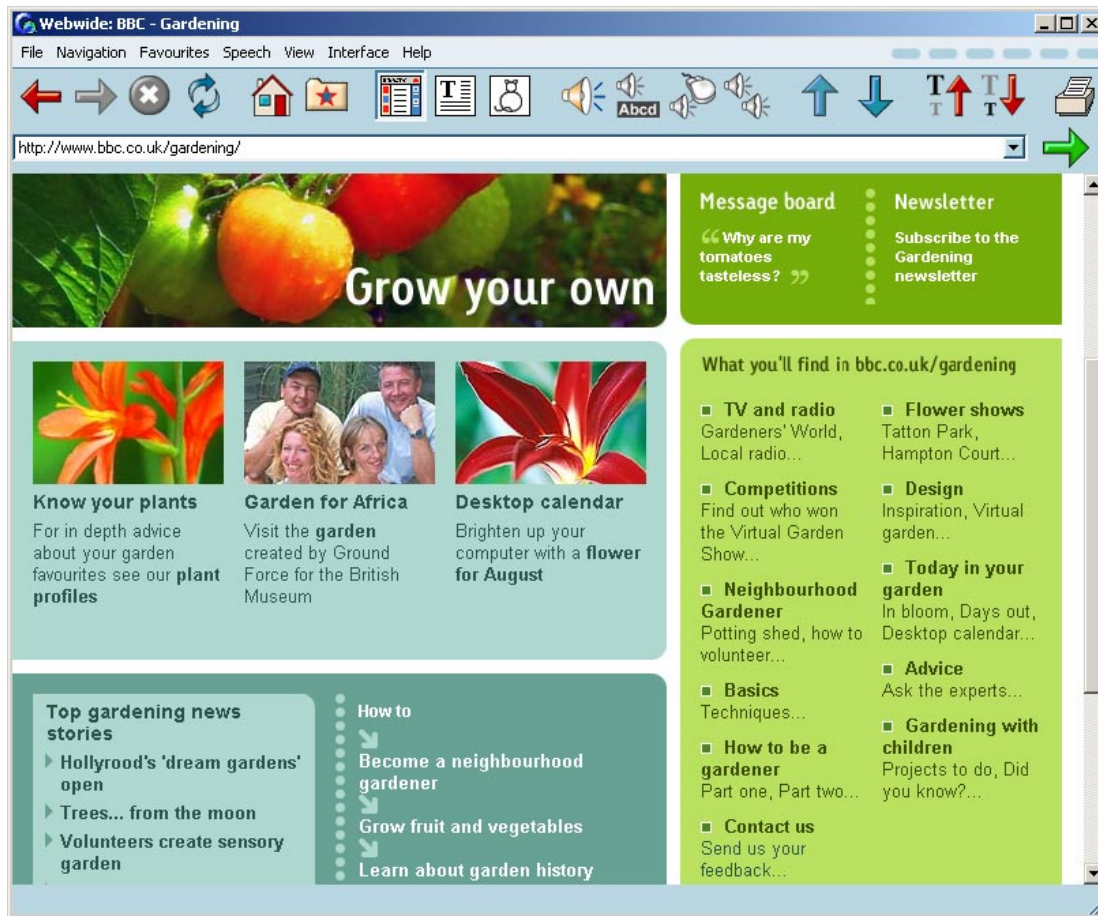 Webwide: BBC - Gardening
File Navigation Favourites Speech View Interface Help
T
Abcd
T T
T T
http://www.bbc.co.uk/gardening/
Grow your own
Message board
“ Why are my
tomatoes
tasteless? ”
Newsletter
Subscribe to the
Gardening
newsletter
Know your plants
For in depth advice
about your garden
favourites see our plant
profiles
Garden for Africa
Visit the garden
created by Ground
Force for the British
Museum
Desktop calendar
Brighten up your
computer with a flower
for August
What you'll find in bbc.co.uk/gardening
TV and radio
Gardeners' World,
Local radio...
Competitions
Find out who won
the Virtual Garden
Show...
Neighbourhood
Gardener
Potting shed, how to
volunteer...
Basics
Techniques...
How to be a
gardener
Part one, Part two...
Contact us
Send us your
feedback...
Flower shows
Tatton Park,
Hampton Court...
Design
Inspiration, Virtual
garden...
Today in your
garden
In bloom, Days out,
Desktop calendar...
Advice
Ask the experts...
Gardening with
children
Projects to do, Did
you know?...
Top gardening news
stories
Hollyrood's 'dream gardens'
open
Trees... from the moon
Volunteers create sensory
garden
How to
Become a neighbourhood
gardener
Grow fruit and vegetables
Learn about garden history